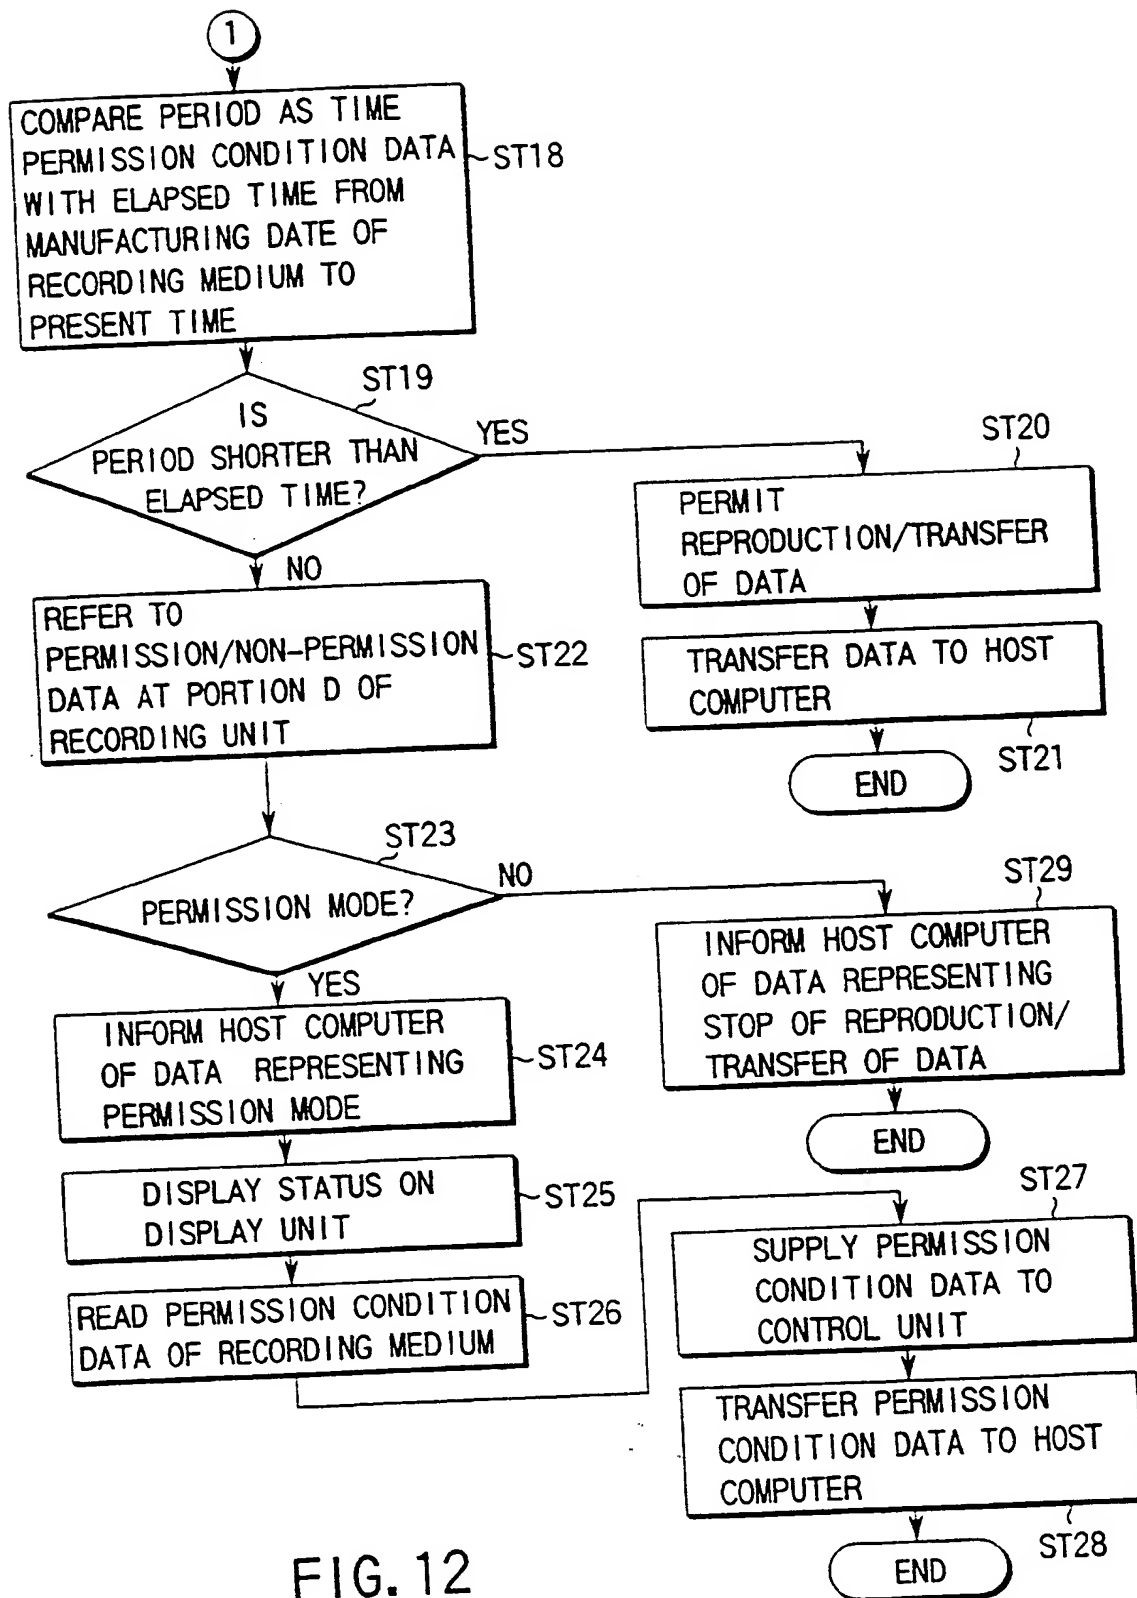 1
COMPARE PERIOD AS TIME
PERMISSION CONDITION DATA
WITH ELAPSED TIME FROM
MANUFACTURING DATE OF
RECORDING MEDIUM TO
PRESENT TIME
ST18
ST19
IS
PERIOD SHORTER THAN
ELAPSED TIME?
YES
NO
ST20
PERMIT
REPRODUCTION/TRANSFER
OF DATA
TRANSFER DATA TO HOST
COMPUTER
ST21
END
REFER TO
PERMISSION/NON-PERMISSION
DATA AT PORTION D OF
RECORDING UNIT
ST22
ST23
PERMISSION MODE?
NO
YES
ST29
INFORM HOST COMPUTER
OF DATA REPRESENTING
STOP OF REPRODUCTION/
TRANSFER OF DATA
END
INFORM HOST COMPUTER
OF DATA REPRESENTING
PERMISSION MODE
ST24
DISPLAY STATUS ON
DISPLAY UNIT
ST25
READ PERMISSION CONDITION
DATA OF RECORDING MEDIUM
ST26
ST27
SUPPLY PERMISSION
CONDITION DATA TO
CONTROL UNIT
TRANSFER PERMISSION
CONDITION DATA TO HOST
COMPUTER
ST28
END
FIG.12